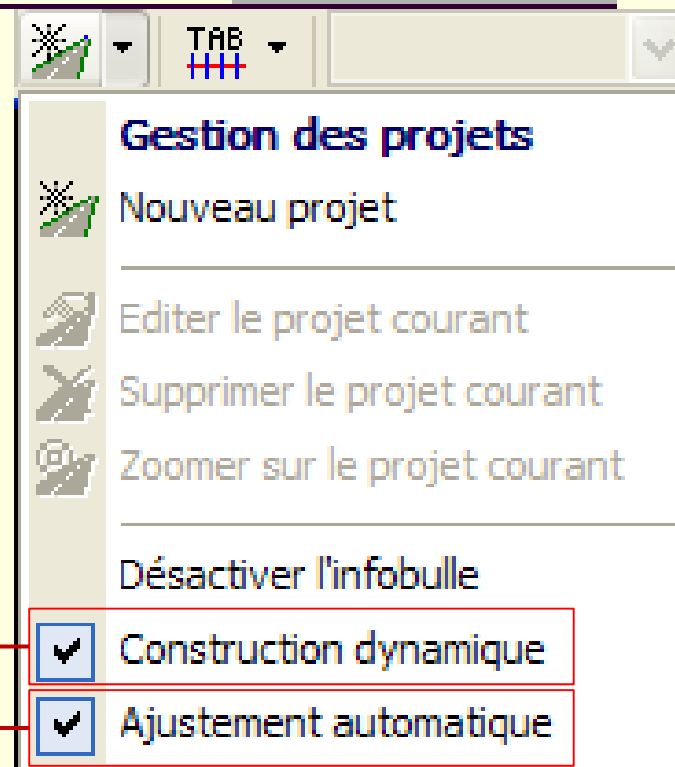 TAB
Gestion des projets
Nouveau projet
Editer le projet courant
Supprimer le projet courant
Zoomer sur le projet courant
Désactiver l'infobulle
Construction dynamique
Ajustement automatique